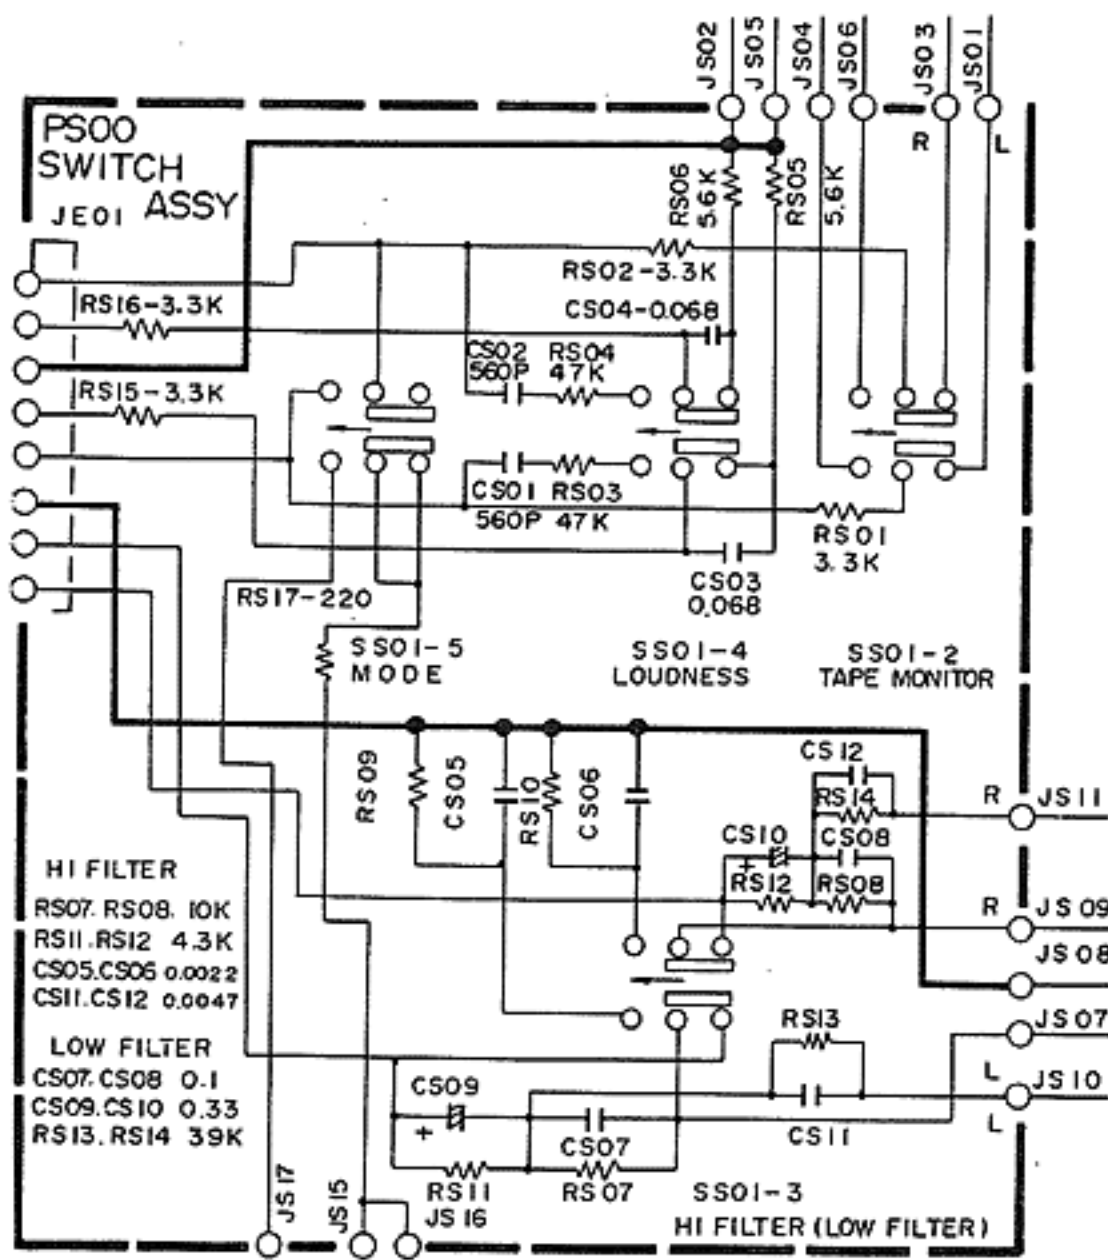 JS02
JS05
JS04
JS06
JS03
JS01
PS00
SWITCH
ASSY
R
L
JE01
RS06
5.6K
RS05
5.6K
RS02-3.3K
RS16-3.3K
CS04-0.068
CS02
560P
RS04
47K
RS15-3.3K
CS01
560P
RS03
47K
RS01
3.3K
CS03
0.068
RS17-220
SS01-5
MODE
SS01-4
LOUDNESS
SS01-2
TAPE MONITOR
RS09
CS05
RS10
CS06
CS12
RS14
R
JS11
CS10
+
CS08
RS12
RS08
R
JS09
JS08
HI FILTER
RS07. RS08. 10K
RS11.RS12 4.3K
CS05.CS06 0.0022
CS11.CS12 0.0047
RS13
JS07
LOW FILTER
CS07.CS08 0.1
CS09.CS10 0.33
RS13.RS14 39K
CS09
+
L
JS10
L
CS11
CS07
RS11
RS07
JS17
JS15
JS16
SS01-3
HI FILTER (LOW FILTER)